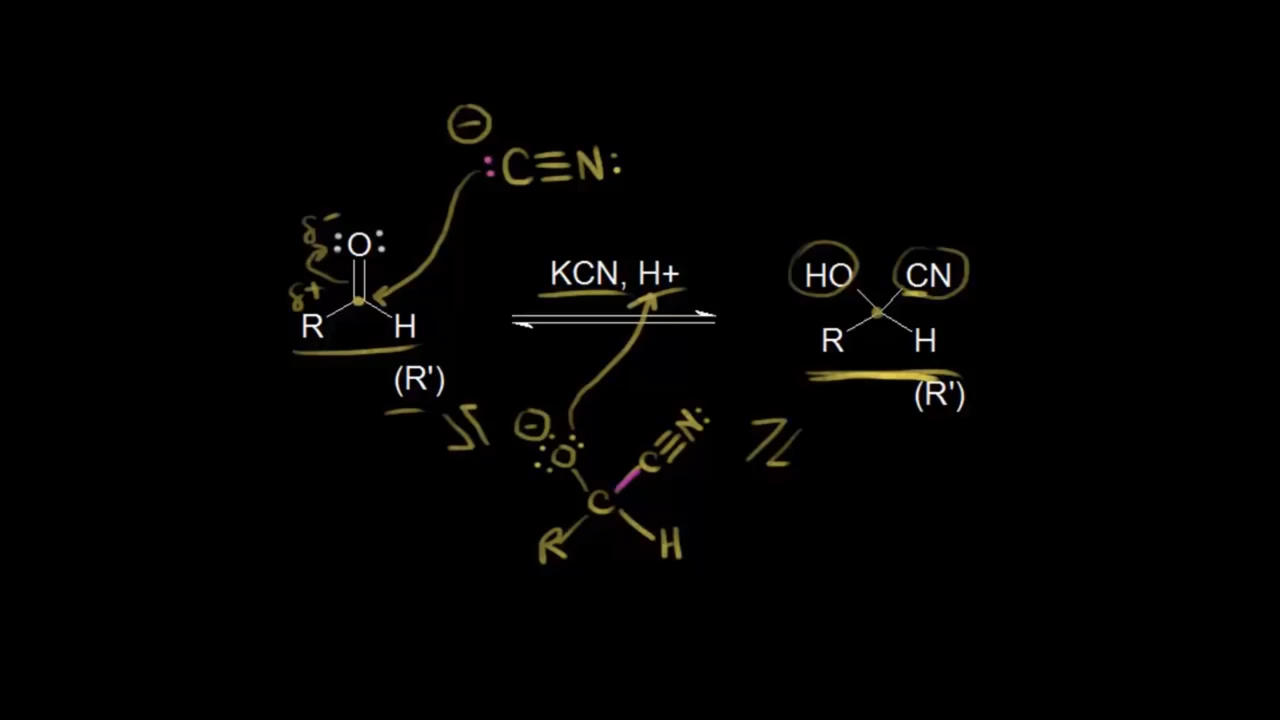 ⊖
:C≡N:
δ-
:O:
KCN, H+
HO CN
δ+
R H
R H
(R')
(R')
⊖
:O: C≡N:
C
R H